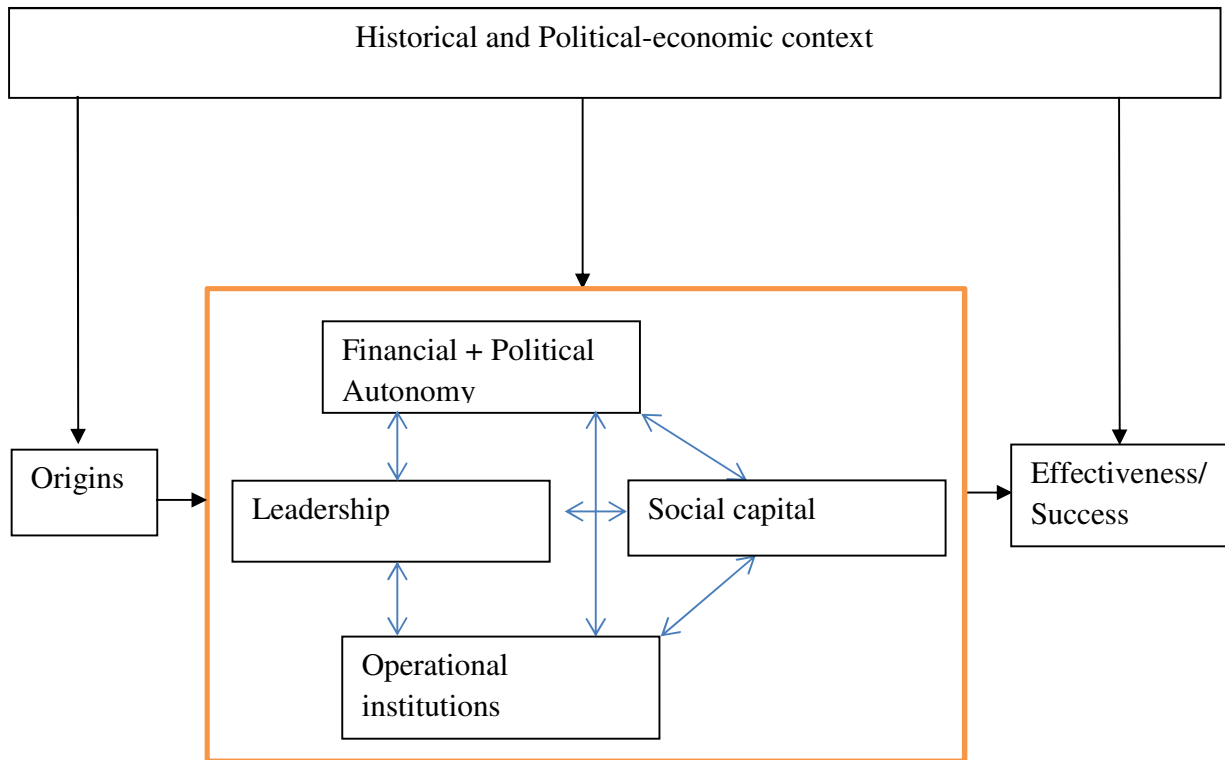 Historical and Political-economic context
Financial + Political
Autonomy
Origins
Leadership
Social capital
Effectiveness/
Success
Operational
institutions